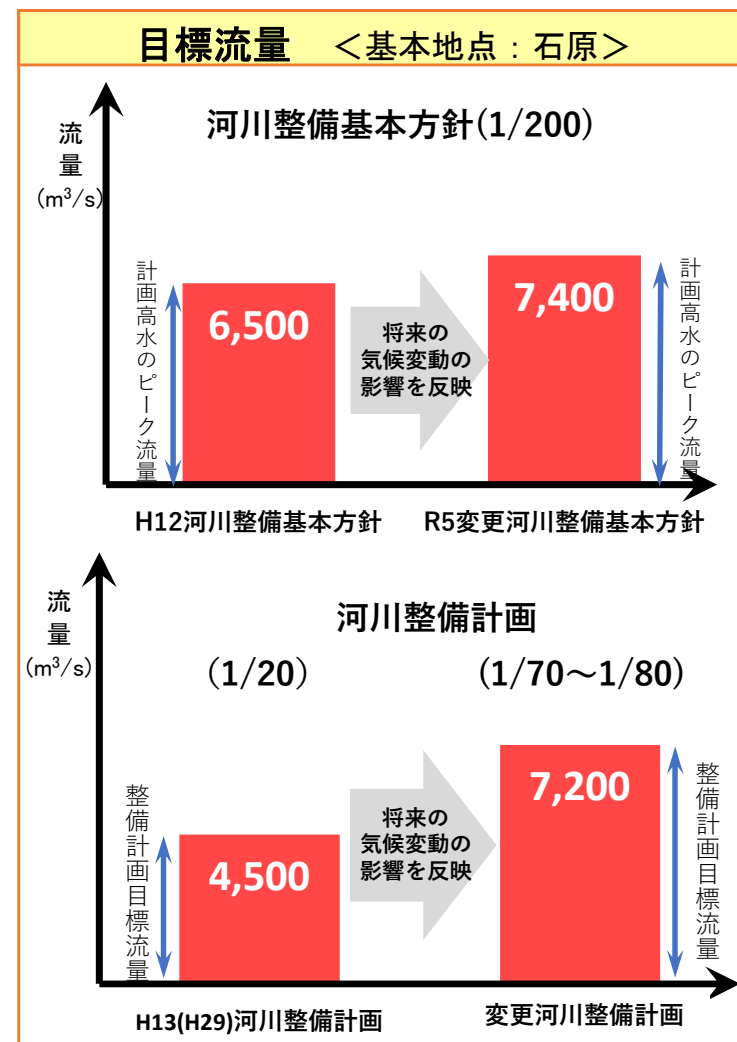 目標流量　＜基本地点：石原＞
河川整備基本方針(1/200)
流量
(m³/s)
計画高水のピーク流量
6,500
将来の
気候変動の
影響を反映
7,400
計画高水のピーク流量
H12河川整備基本方針
R5変更河川整備基本方針
河川整備計画
流量
(m³/s)
(1/20)
(1/70～1/80)
整備計画目標流量
4,500
将来の
気候変動の
影響を反映
7,200
整備計画目標流量
H13(H29)河川整備計画
変更河川整備計画